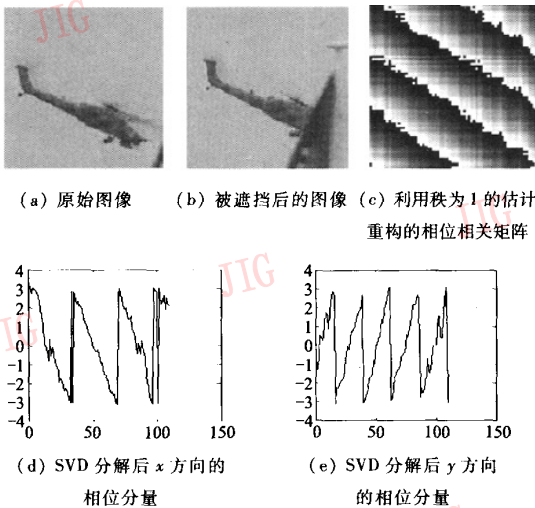 JIG
(a) 原始图像
(b) 被遮挡后的图像
(c) 利用秩为1的估计
重构的相位相关矩阵
JIG
JIG
JIG
4
3
2
1
0
-1
-2
-3
-4
0
50
100
150
(d) SVD 分解后 x 方向的
相位分量
4
3
2
1
0
-1
-2
-3
-4
0
50
100
150
(e) SVD 分解后 y 方向
的相位分量